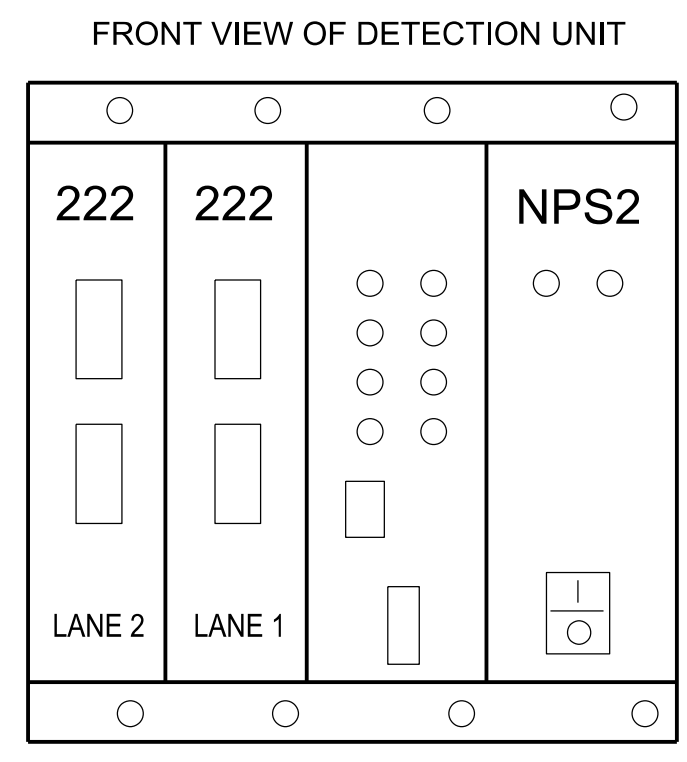 FRONT VIEW OF DETECTION UNIT
222
222
NPS2
LANE 2
LANE 1